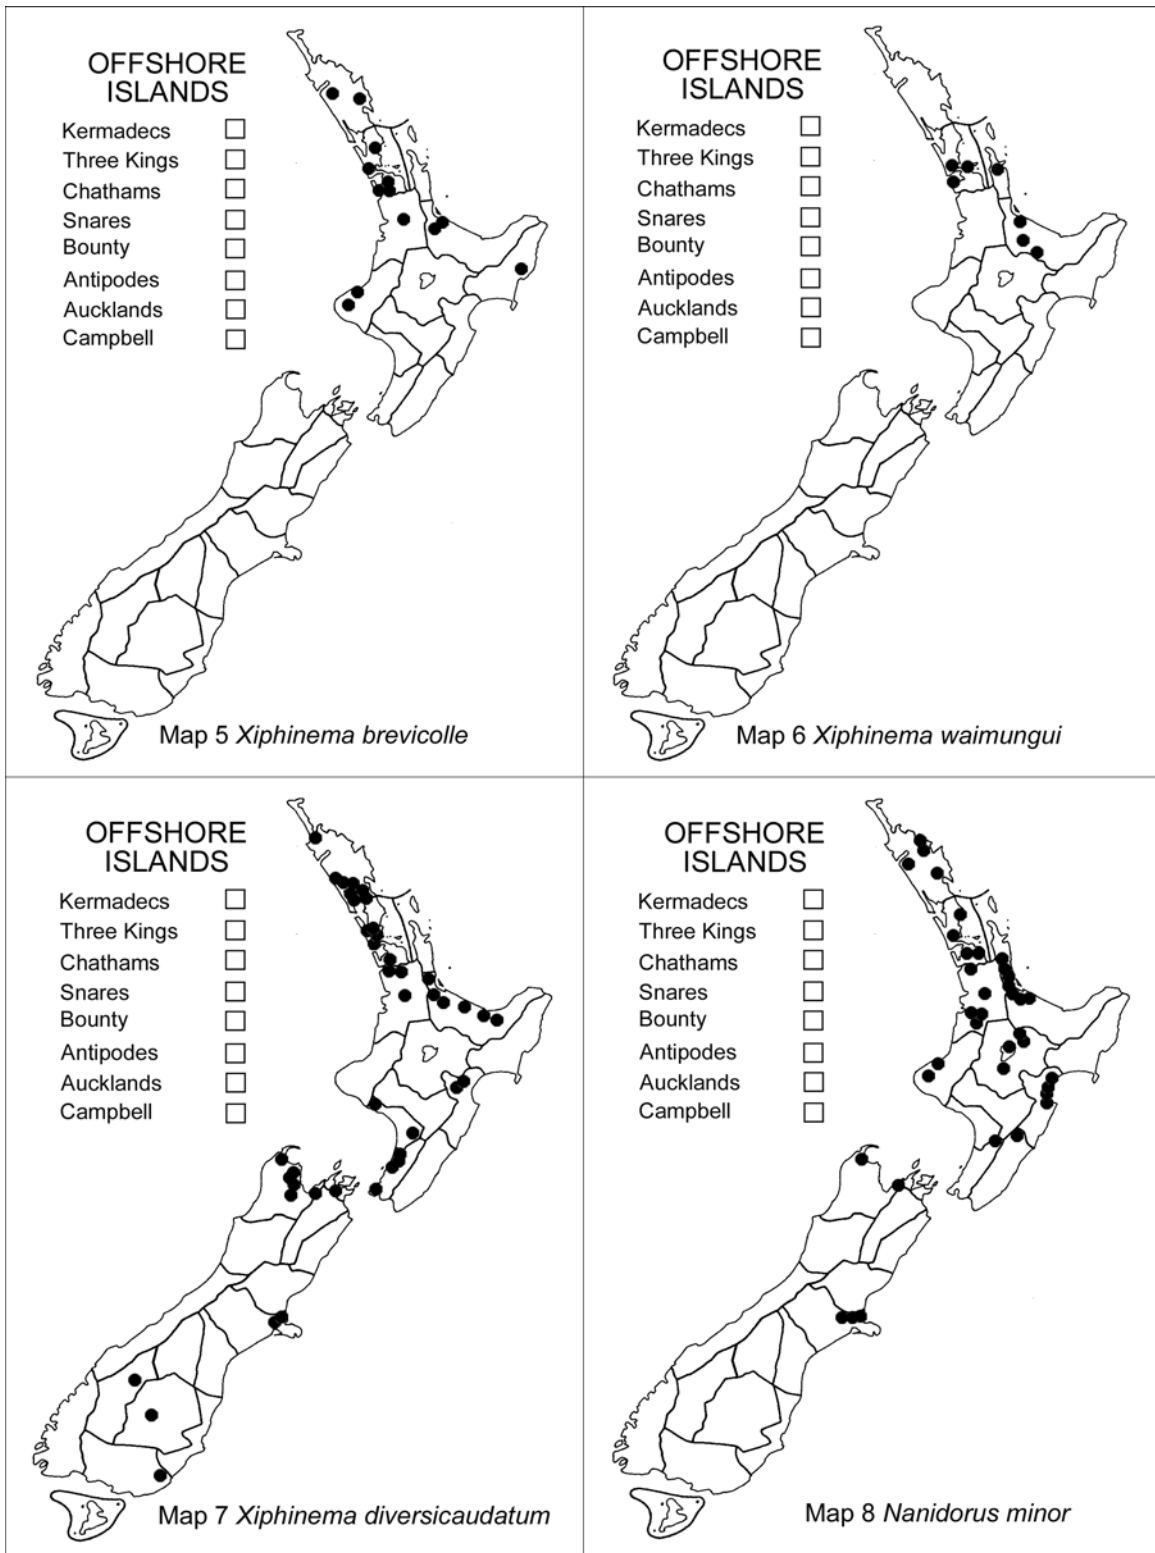 OFFSHORE
ISLANDS
Kermadecs
Three Kings
Chathams
Snares
Bounty
Antipodes
Aucklands
Campbell
Map 5 Xiphinema brevicolle
OFFSHORE
ISLANDS
Kermadecs
Three Kings
Chathams
Snares
Bounty
Antipodes
Aucklands
Campbell
Map 6 Xiphinema waimungui
OFFSHORE
ISLANDS
Kermadecs
Three Kings
Chathams
Snares
Bounty
Antipodes
Aucklands
Campbell
Map 7 Xiphinema diversicaudatum
OFFSHORE
ISLANDS
Kermadecs
Three Kings
Chathams
Snares
Bounty
Antipodes
Aucklands
Campbell
Map 8 Nanidorus minor